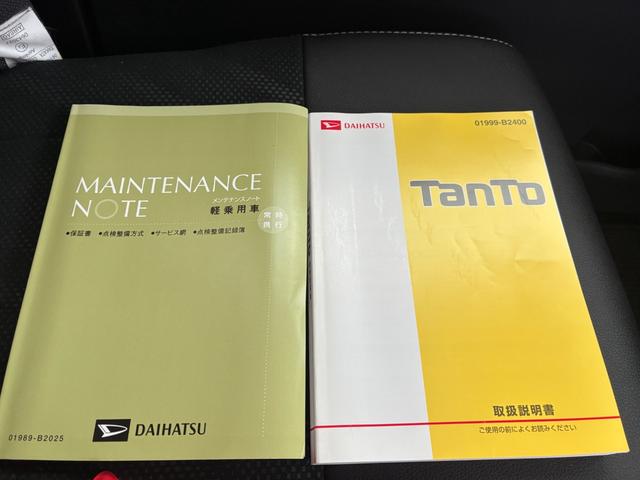 MAINTENANCE
NOTE
メンテナンスノート
軽乗用車
常時
携行
●保証書 ●点検整備方式 ●サービス網 ●点検整備記録簿
DAIHATSU
01989-B2025
DAIHATSU
01999-B2400
TanTo
取扱説明書
ご使用の前によくお読みください